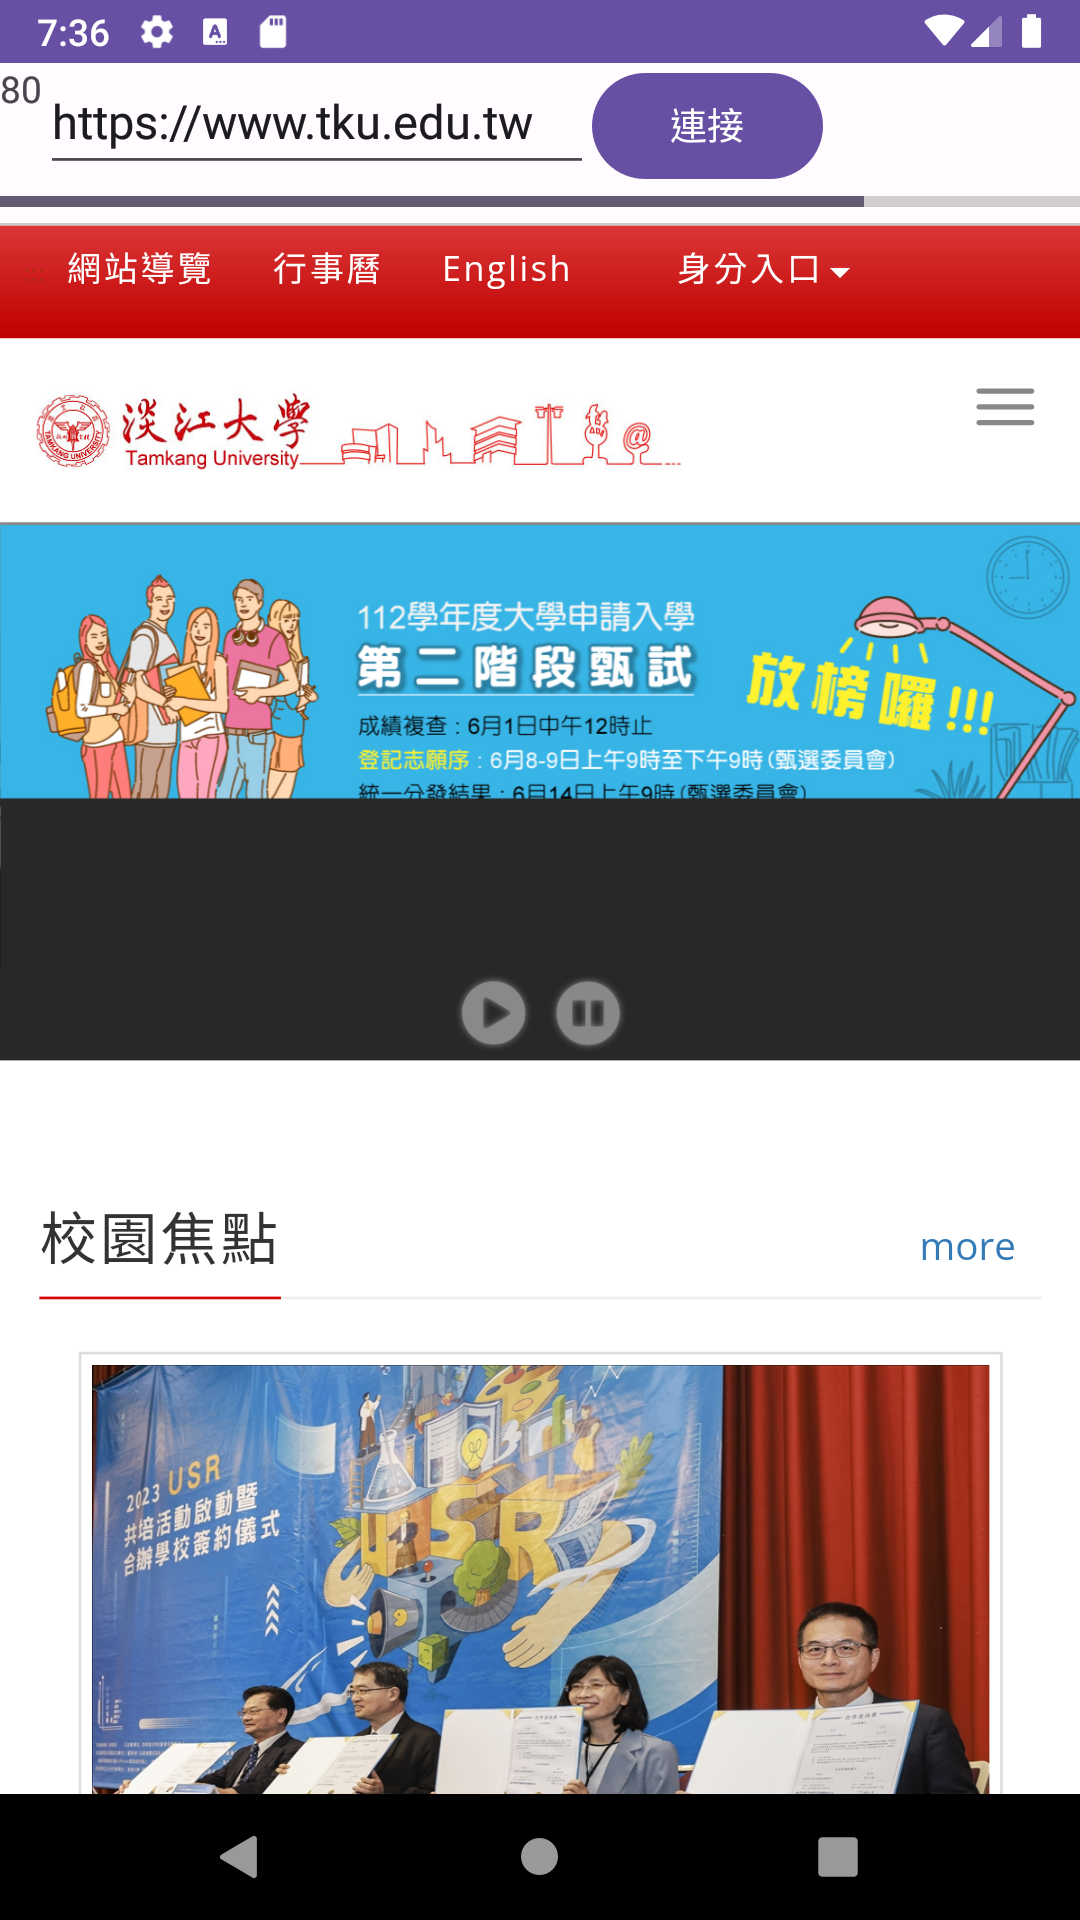 7:36
80
https://www.tku.edu.tw
連接
網站導覽 行事曆 English 身分入口
淡江大學
Tamkang University
112學年度大學申請入學
第二階段甄試
放榜囉!!!
成績複查：6月1日中午12時止
登記志願序：6月8-9日上午9時至下午9時(甄選委員會)
統一分發結果：6月14日上午9時(甄選委員會)
校園焦點
more
2023 USR
共培活動啟動暨
合辦學校簽約儀式
USR